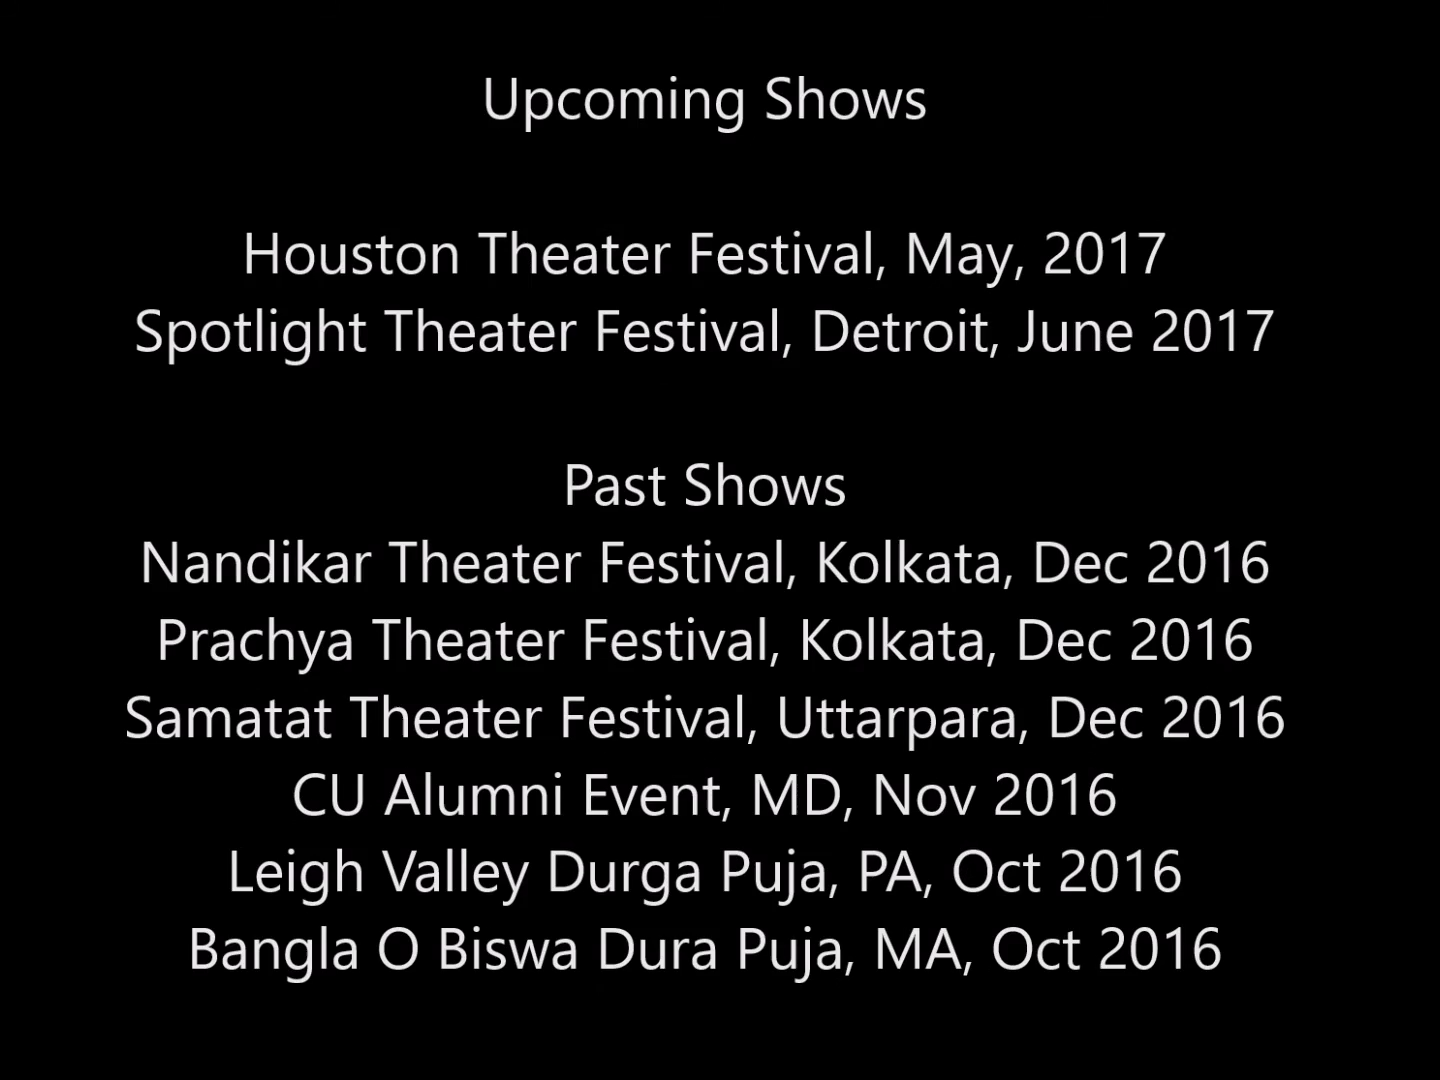 Upcoming Shows
Houston Theater Festival, May, 2017
Spotlight Theater Festival, Detroit, June 2017
Past Shows
Nandikar Theater Festival, Kolkata, Dec 2016
Prachya Theater Festival, Kolkata, Dec 2016
Samatat Theater Festival, Uttarpara, Dec 2016
CU Alumni Event, MD, Nov 2016
Leigh Valley Durga Puja, PA, Oct 2016
Bangla O Biswa Dura Puja, MA, Oct 2016